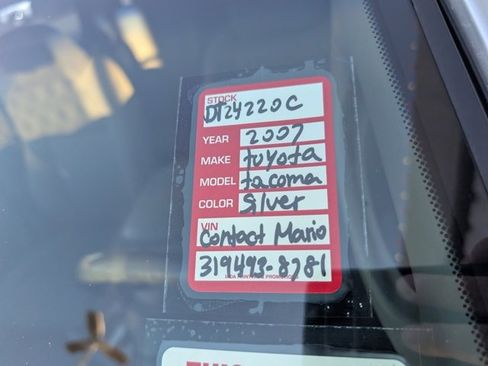 STOCK
DT24220C
YEAR 2007
MAKE toyota
MODEL tacoma
COLOR Silver
VIN
Contact Mario
319493-8781